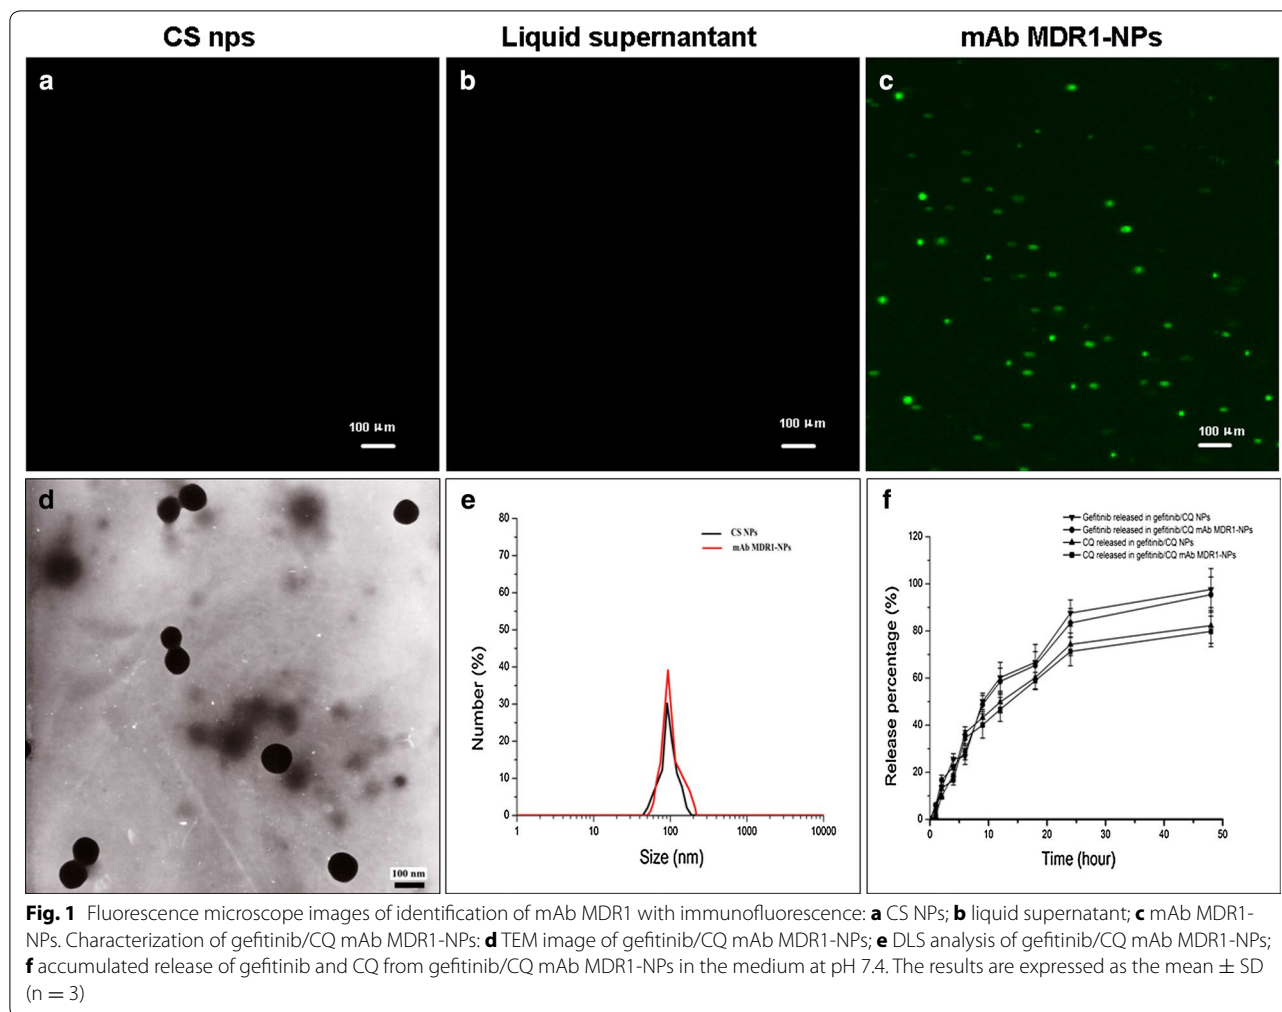 CS nps
Liquid supernantant
mAb MDR1-NPs
a
100 µm
b
100 µm
c
100 µm
d
100 nm
e
80
70
60
50
40
30
20
10
0
1
10
100
1000
10000
Number (%)
Size (nm)
CS NPs
mAb MDR1-NPs
f
120
100
80
60
40
20
0
0
10
20
30
40
50
Release percentage (%)
Time (hour)
Gefitinib released in gefitinib/CQ NPs
Gefitinib released in gefitinib/CQ mAb MDR1-NPs
CQ released in gefitinib/CQ NPs
CQ released in gefitinib/CQ mAb MDR1-NPs
Fig. 1 Fluorescence microscope images of identification of mAb MDR1 with immunofluorescence: a CS NPs; b liquid supernatant; c mAb MDR1-
NPs. Characterization of gefitinib/CQ mAb MDR1-NPs: d TEM image of gefitinib/CQ mAb MDR1-NPs; e DLS analysis of gefitinib/CQ mAb MDR1-NPs;
f accumulated release of gefitinib and CQ from gefitinib/CQ mAb MDR1-NPs in the medium at pH 7.4. The results are expressed as the mean ± SD
(n = 3)